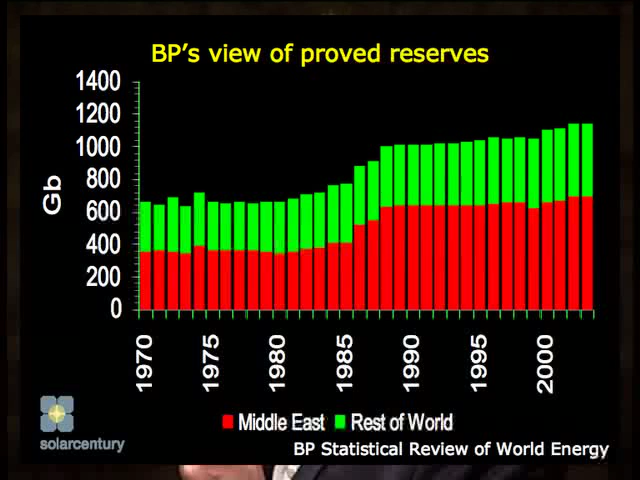 BP's view of proved reserves
1400
1200
1000
800
600
400
200
0
Gb
1970
1975
1980
1985
1990
1995
2000
Middle East
Rest of World
solarcentury
BP Statistical Review of World Energy